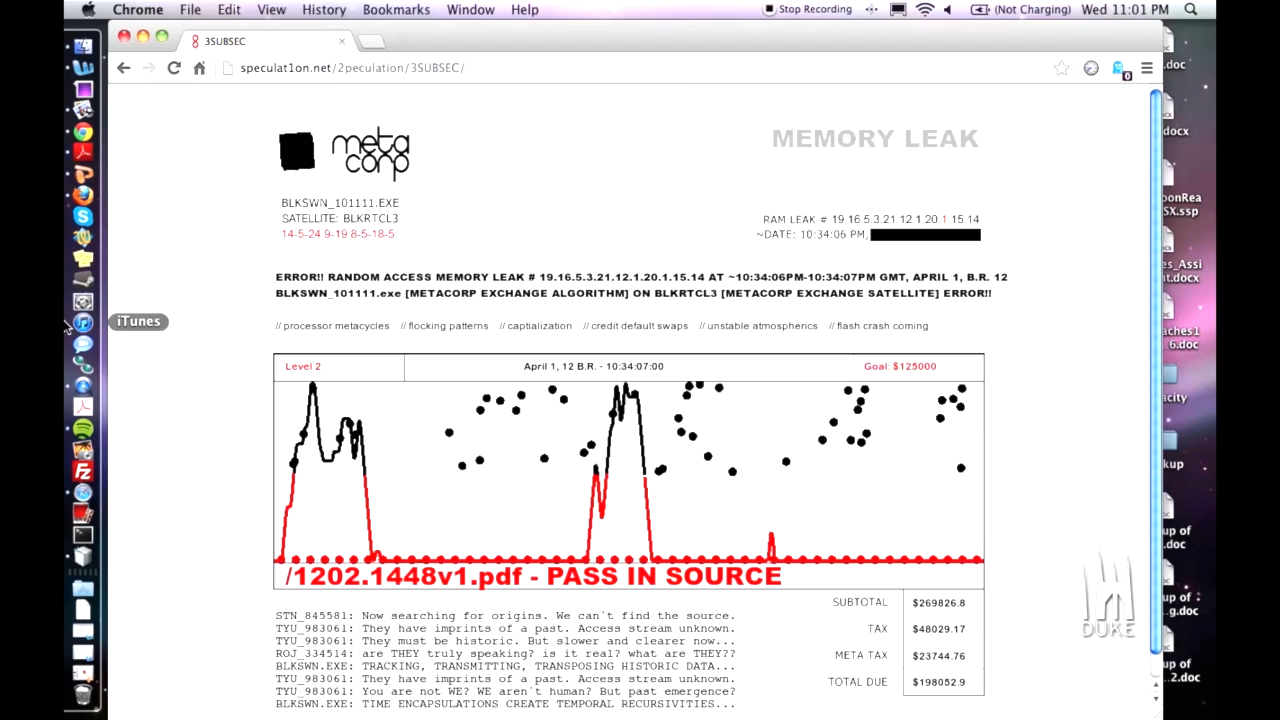 Chrome File Edit View History Bookmarks Window Help Stop Recording (Not Charging) Wed 11:01 PM
3SUBSEC
speculat1on.net/2peculation/3SUBSEC/
0
.doc
meta corp
MEMORY LEAK
docx
BLKSWN_101111.EXE
SATELLITE: BLKRTCL3
14-5-24 9-19 8-5-18-5
RAM LEAK # 19.16.5.3.21.12.1.20.1.15.14
~DATE: 10:34:06 PM,
oonRea
SX.ssp
ERROR!! RANDOM ACCESS MEMORY LEAK # 19.16.5.3.21.12.1.20.1.15.14 AT ~10:34:06PM-10:34:07PM GMT, APRIL 1, B.R. 12
BLKSWN_101111.exe [METACORP EXCHANGE ALGORITHM] ON BLKRTCL3 [METACORP EXCHANGE SATELLITE] ERROR!!
es_Assi
nt.docx
iTunes
// processor metacycles // flocking patterns // captialization // credit default swaps // unstable atmospherics // flash crash coming
aches1
...6.doc
Level 2 April 1, 12 B.R. - 10:34:07:00 Goal: $125000
acity
kup
up of
.doc
/1202.1448v1.pdf - PASS IN SOURCE
STN_845581: Now searching for origins. We can't find the source.
TYU_983061: They have imprints of a past. Access stream unknown.
TYU_983061: They must be historic. But slower and clearer now...
ROJ_334514: are THEY truly speaking? is it real? what are THEY??
BLKSWN.EXE: TRACKING, TRANSMITTING, TRANSPOSING HISTORIC DATA...
TYU_983061: They have imprints of a past. Access stream unknown.
TYU_983061: You are not WE? WE aren't human? But past emergence?
BLKSWN.EXE: TIME ENCAPSULATIONS CREATE TEMPORAL RECURSIVITIES...
SUBTOTAL $269826.8
TAX $48029.17
META TAX $23744.76
TOTAL DUE $198052.9
DUKE
up of
...g.doc
up of
...2.doc